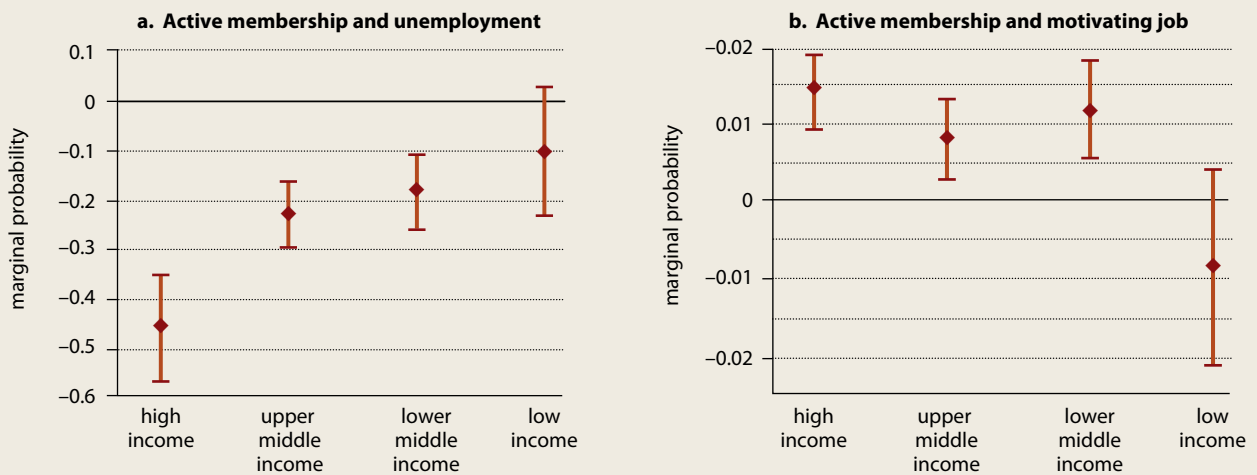 a. Active membership and unemployment
0.1
0
–0.1
–0.2
–0.3
–0.4
–0.5
–0.6
marginal probability
high
income
upper
middle
income
lower
middle
income
low
income
b. Active membership and motivating job
–0.02
0.01
0
–0.01
–0.02
marginal probability
high
income
upper
middle
income
lower
middle
income
low
income